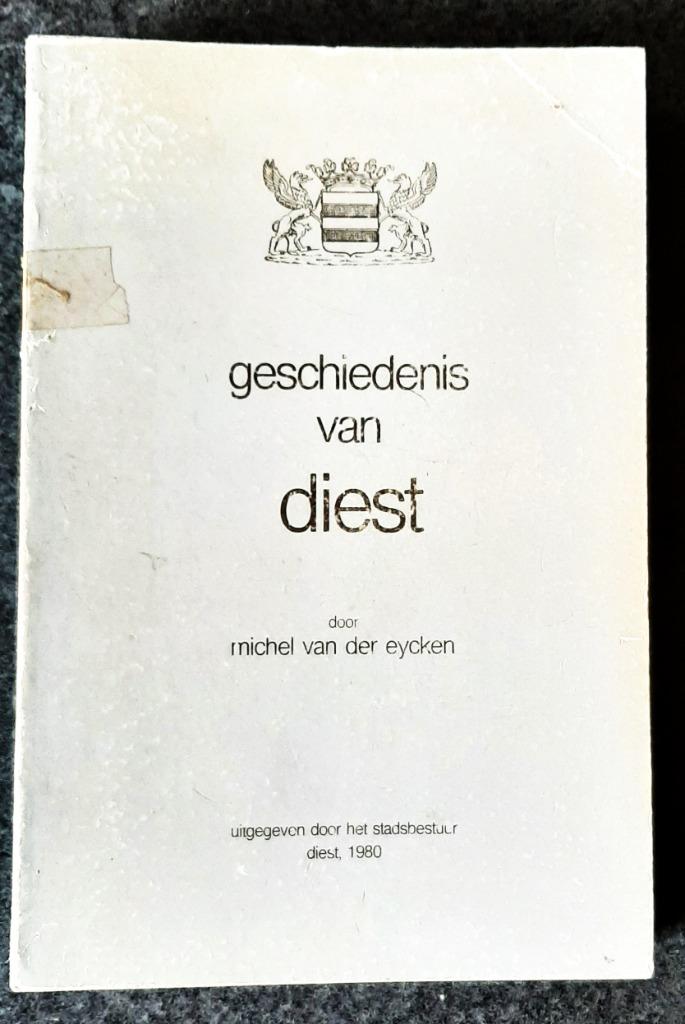 geschiedenis
van
diest
door
michel van der eycken
uitgegeven door het stadsbestuur
diest, 1980